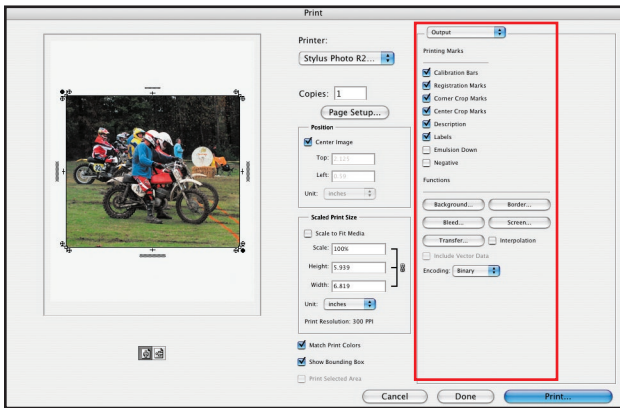 Print
Printer:
Stylus Photo R2...
Copies: 1
Page Setup...
Position
Center Image
Top: 2.125
Left: 0.59
Unit: inches
Scaled Print Size
Scale to Fit Media
Scale: 100%
Height: 5.939
Width: 6.819
Unit: inches
Print Resolution: 300 PPI
Match Print Colors
Show Bounding Box
Print Selected Area
Output
Printing Marks
Calibration Bars
Registration Marks
Corner Crop Marks
Center Crop Marks
Description
Labels
Emulsion Down
Negative
Functions
Background... Border...
Bleed... Screen...
Transfer... Interpolation
Include Vector Data
Encoding: Binary
Cancel Done Print...